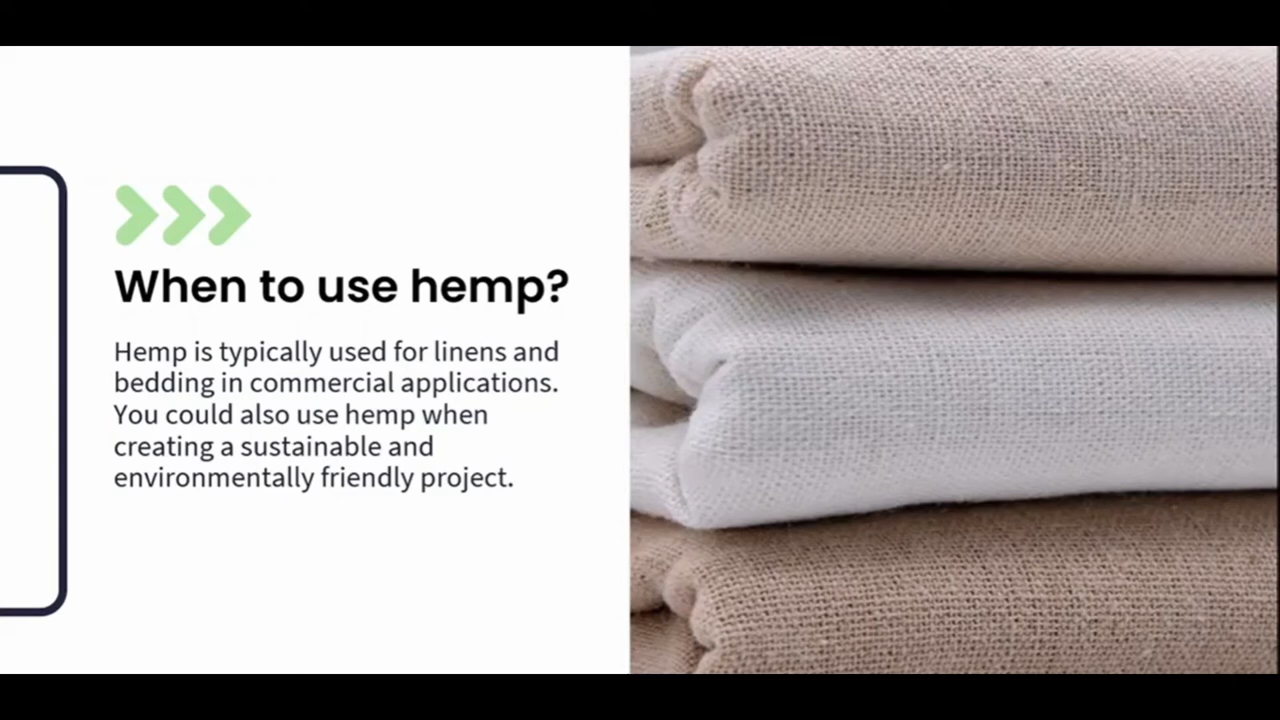 When to use hemp?
Hemp is typically used for linens and
bedding in commercial applications.
You could also use hemp when
creating a sustainable and
environmentally friendly project.